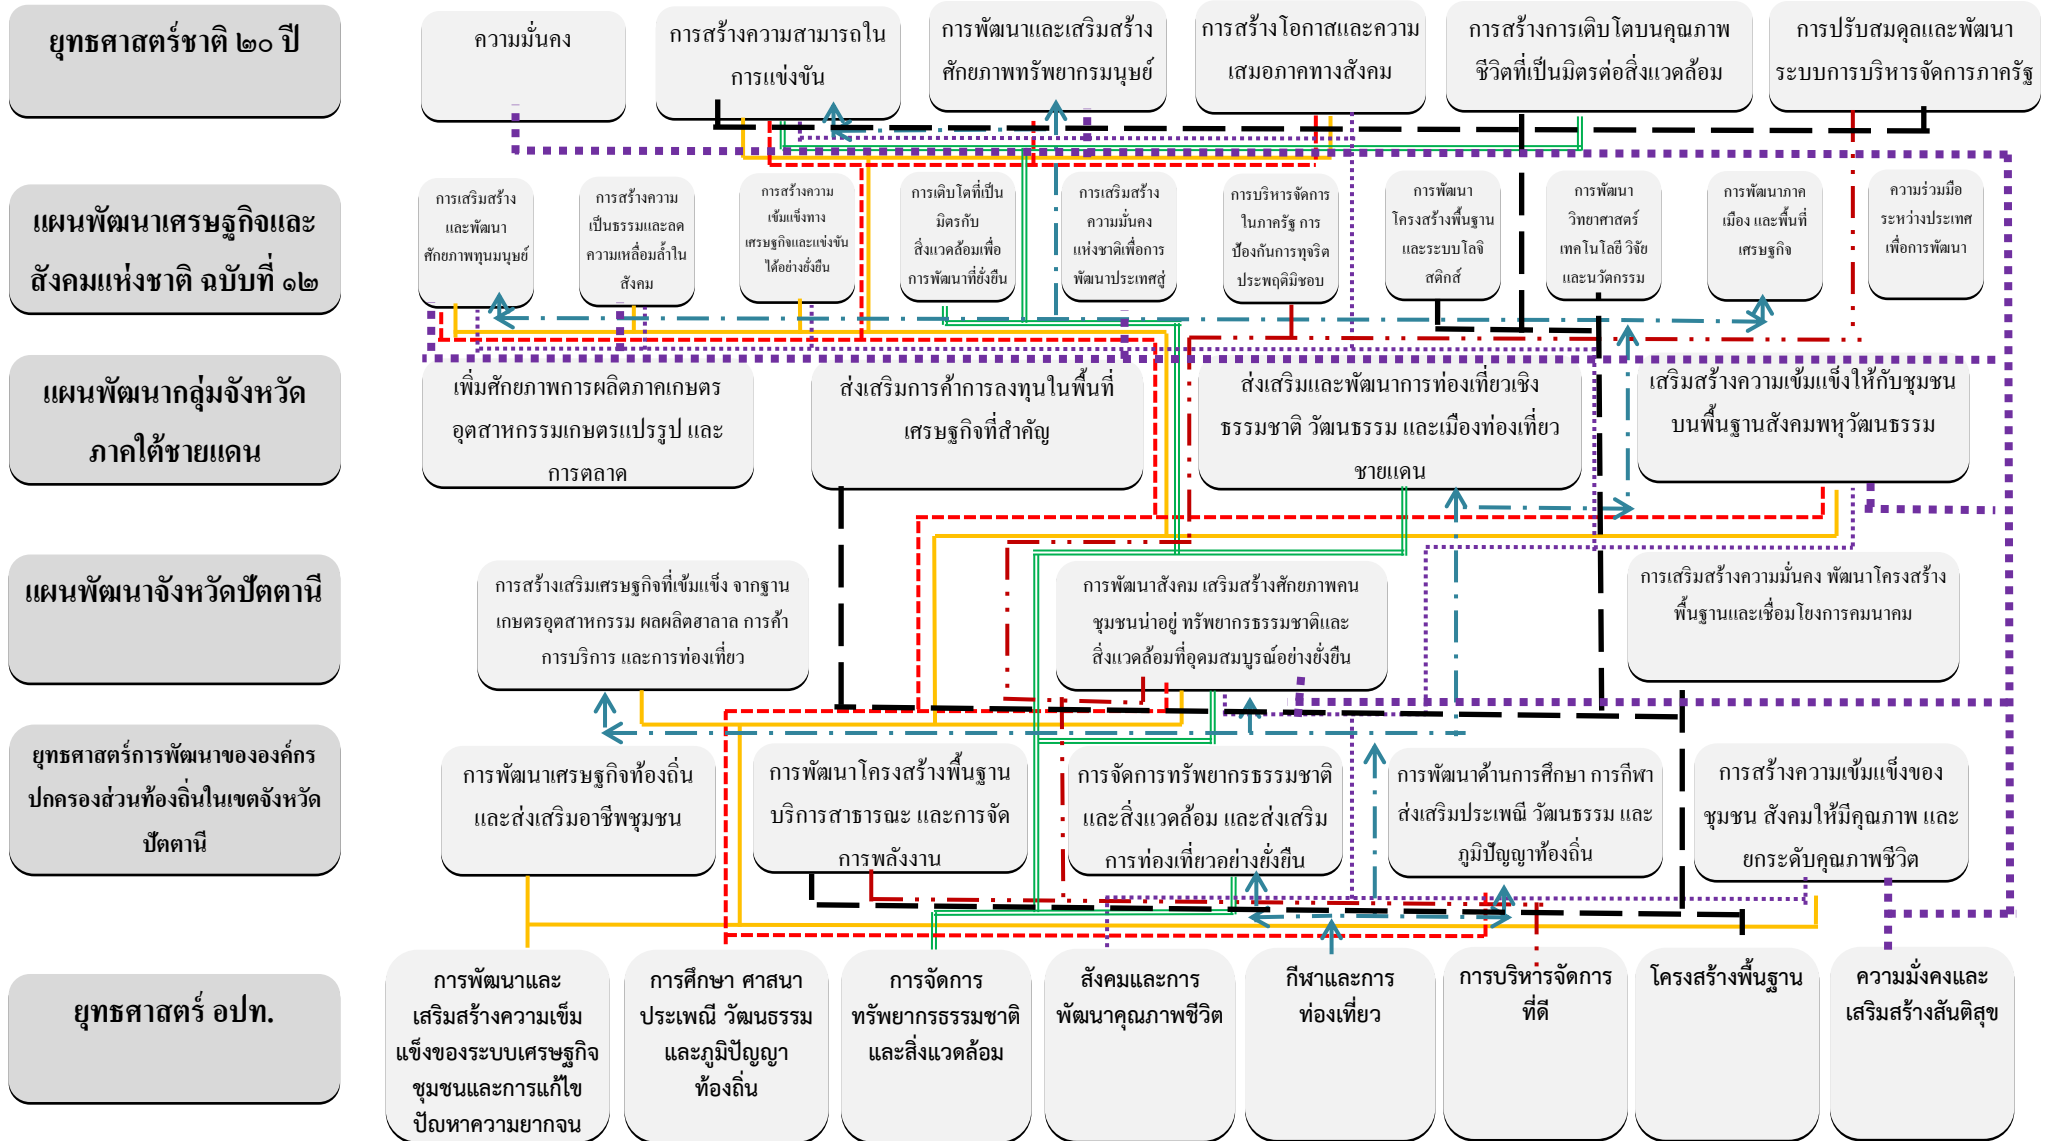 ยุทธศาสตร์ชาติ ๒๐ ปี
ความมั่นคง
การสร้างความสามารถใน
การแข่งขัน
การพัฒนาและเสริมสร้าง
ศักยภาพทรัพยากรมนุษย์
การสร้างโอกาสและความ
เสมอภาคทางสังคม
การสร้างการเติบโตบนคุณภาพ
ชีวิตที่เป็นมิตรต่อสิ่งแวดล้อม
การปรับสมดุลและพัฒนา
ระบบการบริหารจัดการภาครัฐ
แผนพัฒนาเศรษฐกิจและ
สังคมแห่งชาติ ฉบับที่ ๑๒
การเสริมสร้าง
และพัฒนา
ศักยภาพทุนมนุษย์
การสร้างความ
เป็นธรรมและลด
ความเหลื่อมล้ำใน
สังคม
การสร้างความ
เข้มแข็งทาง
เศรษฐกิจและแข่งขัน
ได้อย่างยั่งยืน
การเติบโตที่เป็น
มิตรกับ
สิ่งแวดล้อมเพื่อ
การพัฒนาที่ยั่งยืน
การเสริมสร้าง
ความมั่นคง
แห่งชาติเพื่อการ
พัฒนาประเทศสู่
การบริหารจัดการ
ในภาครัฐ การ
ป้องกันการทุจริต
ประพฤติมิชอบ
การพัฒนา
โครงสร้างพื้นฐาน
และระบบโลจิ
สติกส์
การพัฒนา
วิทยาศาสตร์
เทคโนโลยี วิจัย
และนวัตกรรม
การพัฒนาภาค
เมือง และพื้นที่
เศรษฐกิจ
ความร่วมมือ
ระหว่างประเทศ
เพื่อการพัฒนา
แผนพัฒนากลุ่มจังหวัด
ภาคใต้ชายแดน
เพิ่มศักยภาพการผลิตภาคเกษตร
อุตสาหกรรมเกษตรแปรรูป และ
การตลาด
ส่งเสริมการค้าการลงทุนในพื้นที่
เศรษฐกิจที่สำคัญ
ส่งเสริมและพัฒนาการท่องเที่ยวเชิง
ธรรมชาติ วัฒนธรรม และเมืองท่องเที่ยว
ชายแดน
เสริมสร้างความเข้มแข็งให้กับชุมชน
บนพื้นฐานสังคมพหุวัฒนธรรม
แผนพัฒนาจังหวัดปัตตานี
การสร้างเสริมเศรษฐกิจที่เข้มแข็ง จากฐาน
เกษตรอุตสาหกรรม ผลผลิตฮาลาล การค้า
การบริการ และการท่องเที่ยว
การพัฒนาสังคม เสริมสร้างศักยภาพคน
ชุมชนน่าอยู่ ทรัพยากรธรรมชาติและ
สิ่งแวดล้อมที่อุดมสมบูรณ์อย่างยั่งยืน
การเสริมสร้างความมั่นคง พัฒนาโครงสร้าง
พื้นฐานและเชื่อมโยงการคมนาคม
ยุทธศาสตร์การพัฒนาขององค์กร
ปกครองส่วนท้องถิ่นในเขตจังหวัด
ปัตตานี
การพัฒนาเศรษฐกิจท้องถิ่น
และส่งเสริมอาชีพชุมชน
การพัฒนาโครงสร้างพื้นฐาน
บริการสาธารณะ และการจัด
การพลังงาน
การจัดการทรัพยากรธรรมชาติ
และสิ่งแวดล้อม และส่งเสริม
การท่องเที่ยวอย่างยั่งยืน
การพัฒนาด้านการศึกษา การกีฬา
ส่งเสริมประเพณี วัฒนธรรม และ
ภูมิปัญญาท้องถิ่น
การสร้างความเข้มแข็งของ
ชุมชน สังคมให้มีคุณภาพ และ
ยกระดับคุณภาพชีวิต
ยุทธศาสตร์ อปท.
การพัฒนาและ
เสริมสร้างความเข็ม
แข็งของระบบเศรษฐกิจ
ชุมชนและการแก้ไข
ปัญหาความยากจน
การศึกษา ศาสนา
ประเพณี วัฒนธรรม
และภูมิปัญญา
ท้องถิ่น
การจัดการ
ทรัพยากรธรรมชาติ
และสิ่งแวดล้อม
สังคมและการ
พัฒนาคุณภาพชีวิต
กีฬาและการ
ท่องเที่ยว
การบริหารจัดการ
ที่ดี
โครงสร้างพื้นฐาน
ความมั่งคงและ
เสริมสร้างสันติสุข